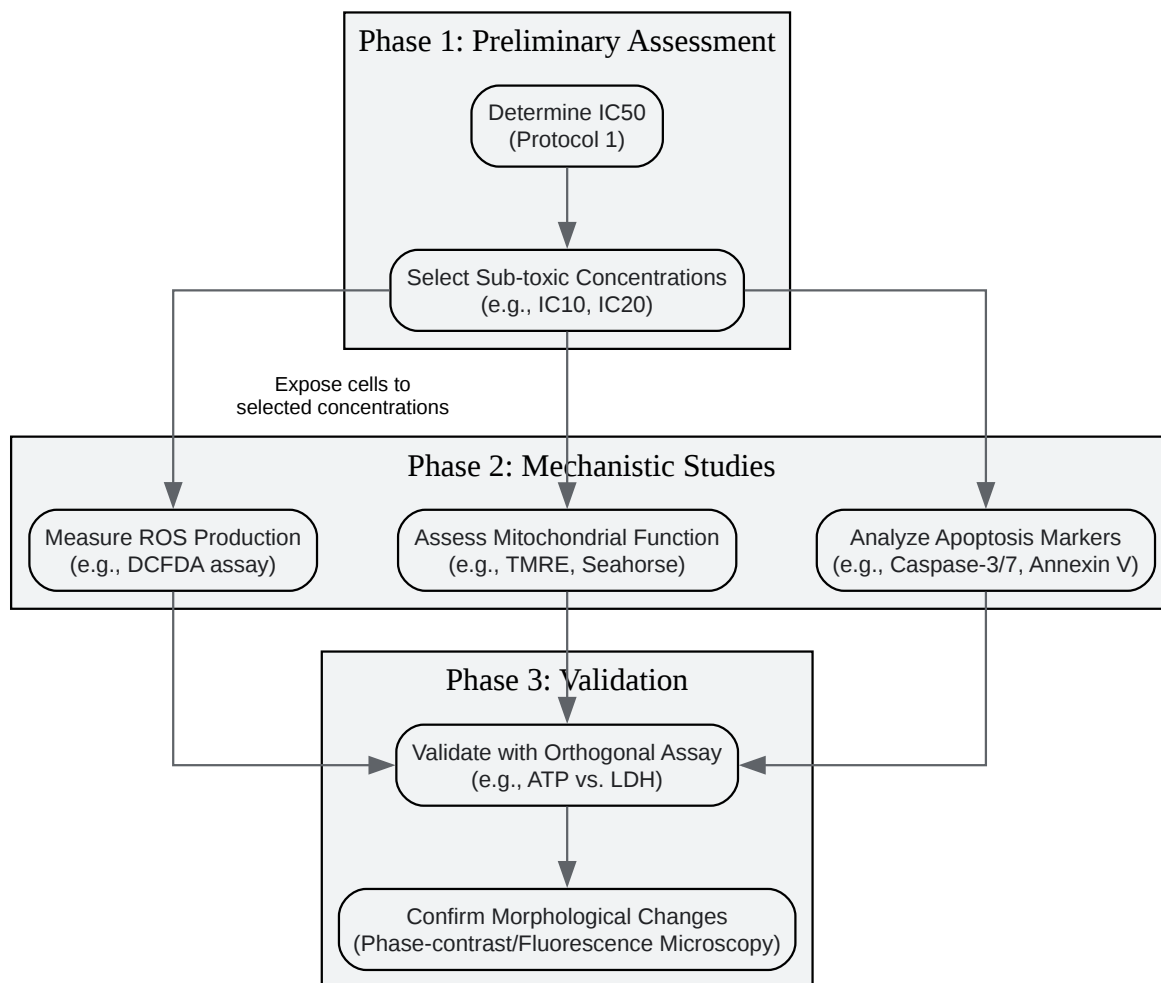 Phase 1: Preliminary Assessment
Determine IC50
(Protocol 1)
Select Sub-toxic Concentrations
(e.g., IC10, IC20)
Expose cells to
selected concentrations
Phase 2: Mechanistic Studies
Measure ROS Production
(e.g., DCFDA assay)
Assess Mitochondrial Function
(e.g., TMRE, Seahorse)
Analyze Apoptosis Markers
(e.g., Caspase-3/7, Annexin V)
Phase 3: Validation
Validate with Orthogonal Assay
(e.g., ATP vs. LDH)
Confirm Morphological Changes
(Phase-contrast/Fluorescence Microscopy)